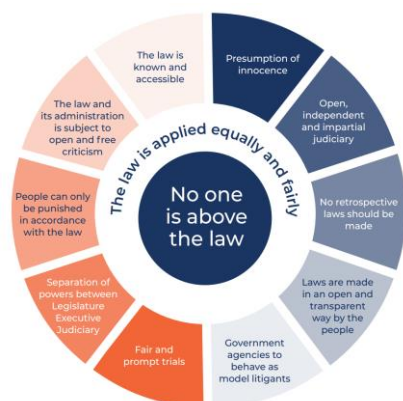 The law is
known and
accessible
Presumption of
innocence
Open,
independent
and impartial
judiciary
No retrospective
laws should be
made
Laws are made
in an open and
transparent
way by the
people
Government
agencies to
behave as
model litigants
Fair and
prompt trials
Separation of
powers between
Legislature
Executive
Judiciary
People can only
be punished
in accordance
with the law
The law and
its administration
is subject to
open and free
criticism
The law is applied equally and fairly
No one
is above
the law